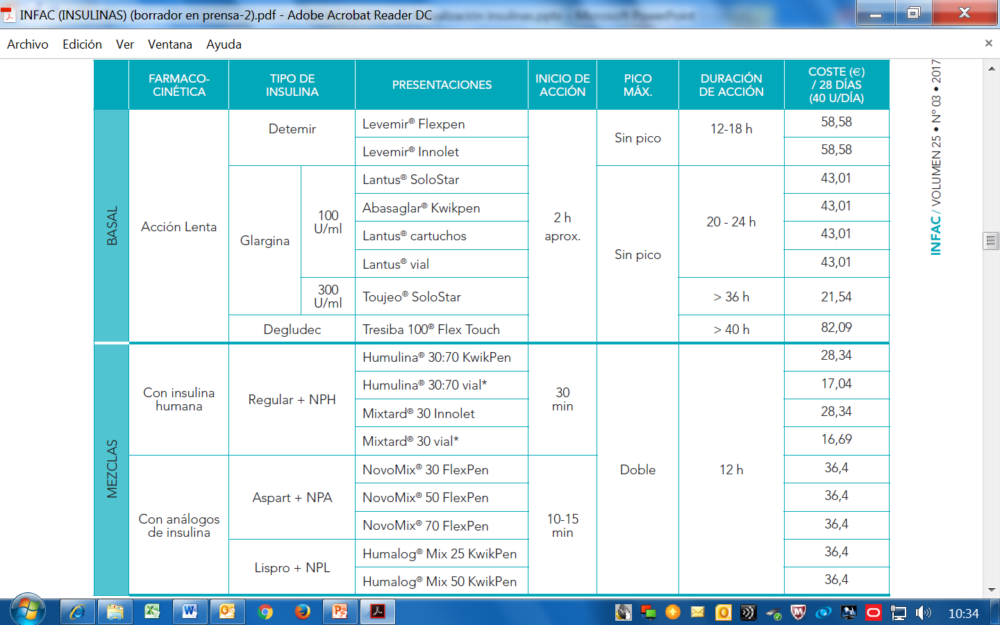 INFAC (INSULINAS) (borrador en prensa-2).pdf - Adobe Acrobat Reader DC
Archivo Edición Ver Ventana Ayuda
FARMACO-
CINÉTICA
TIPO DE
INSULINA
PRESENTACIONES
INICIO DE
ACCIÓN
PICO
MÁX.
DURACIÓN
DE ACCIÓN
COSTE (€)
/ 28 DÍAS
(40 U/DÍA)
BASAL
Acción Lenta
Detemir
Levemir® Flexpen
2 h
aprox.
Sin pico
12-18 h
58,58
Levemir® Innolet
58,58
Glargina
100
U/ml
Lantus® SoloStar
Sin pico
20 - 24 h
43,01
Abasaglar® Kwikpen
43,01
Lantus® cartuchos
43,01
Lantus® vial
43,01
300
U/ml
Toujeo® SoloStar
> 36 h
21,54
Degludec
Tresiba 100® Flex Touch
> 40 h
82,09
MEZCLAS
Con insulina
humana
Regular + NPH
Humulina® 30:70 KwikPen
30
min
Doble
12 h
28,34
Humulina® 30:70 vial*
17,04
Mixtard® 30 Innolet
28,34
Mixtard® 30 vial*
16,69
Con análogos
de insulina
Aspart + NPA
NovoMix® 30 FlexPen
10-15
min
36,4
NovoMix® 50 FlexPen
36,4
NovoMix® 70 FlexPen
36,4
Lispro + NPL
Humalog® Mix 25 KwikPen
36,4
Humalog® Mix 50 KwikPen
36,4
INFAC / VOLUMEN 25 • Nº 03 • 2017
10:34